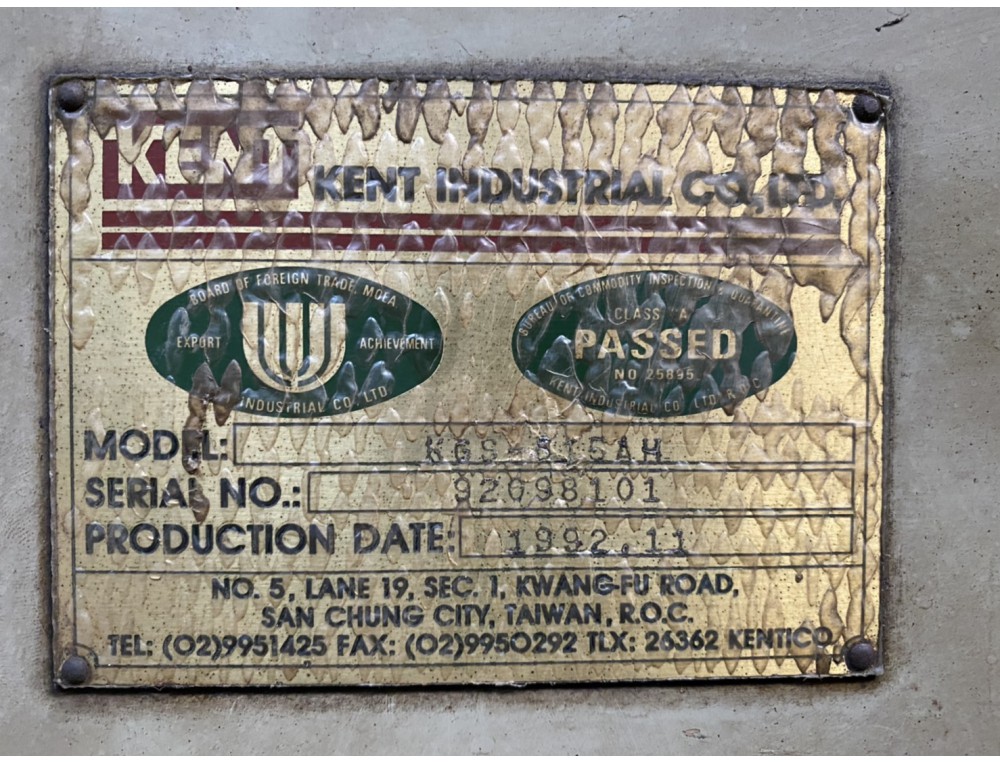 KENT
KENT INDUSTRIAL CO., LTD.
BOARD OF FOREIGN TRADE, MOEA
EXPORT ACHIEVEMENT
INDUSTRIAL CO., LTD
BUREAU OF COMMODITY INSPECTION & QUARANTINE
CLASS "A"
PASSED
NO 25895
KENT INDUSTRIAL CO., LTD. R.O.C
MODEL:
SERIAL NO.: 92098101
PRODUCTION DATE: 1992.11
NO. 5, LANE 19, SEC. 1, KWANG-FU ROAD,
SAN CHUNG CITY, TAIWAN, R.O.C.
TEL: (02)9951425 FAX: (02)9950292 TLX: 26362 KENTICO